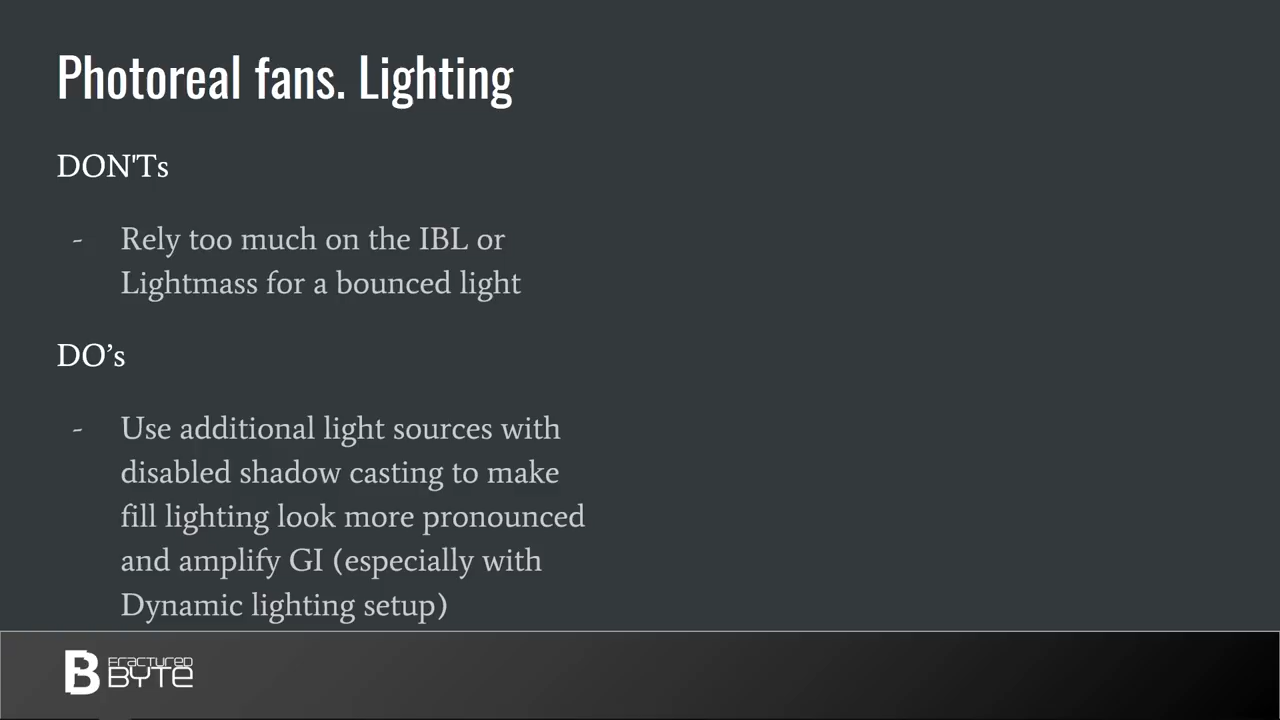 Photoreal fans. Lighting
DON'Ts
- Rely too much on the IBL or
Lightmass for a bounced light
DO’s
- Use additional light sources with
disabled shadow casting to make
fill lighting look more pronounced
and amplify GI (especially with
Dynamic lighting setup)
B Fractured
BYTE